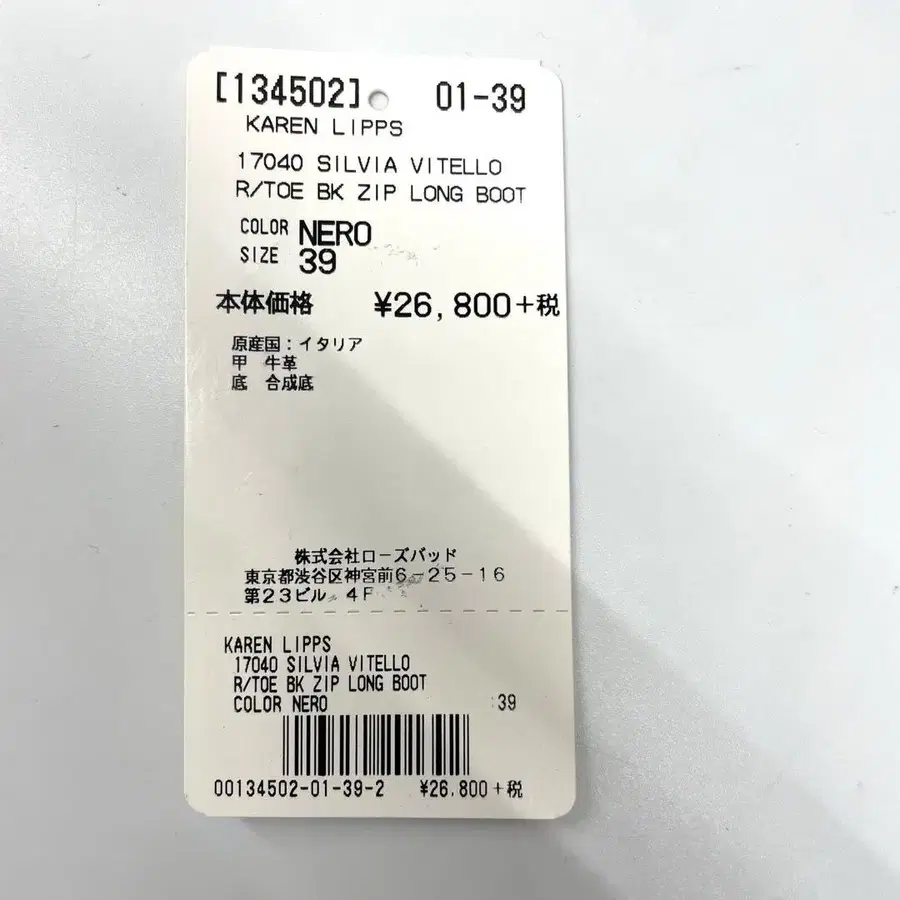 [134502] 01-39
KAREN LIPPS
17040 SILVIA VITELLO
R/TOE BK ZIP LONG BOOT
COLOR NERO
SIZE 39
本体価格 ¥26,800+税
原産国:イタリア
甲 牛革
底 合成底
株式会社ローズバッド
東京都渋谷区神宮前6-25-16
第23ビル 4F
KAREN LIPPS
17040 SILVIA VITELLO
R/TOE BK ZIP LONG BOOT
COLOR NERO :39
00134502-01-39-2 ¥26,800+税